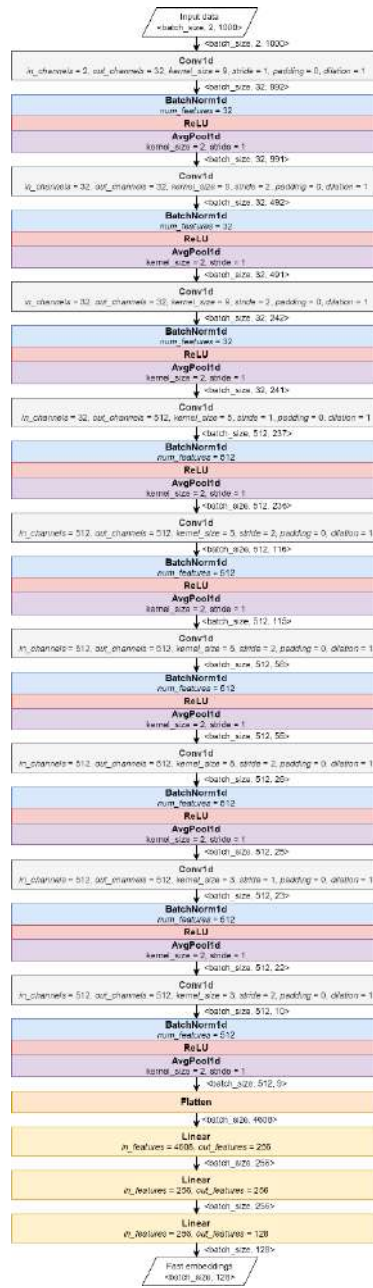 Input data
<batch_size, 2, 1000>
<batch_size, 2, 1000>
Conv1d
in_channels = 2, out_channels = 32, kernel_size = 9, stride = 1, padding = 0, dilation = 1
<batch_size, 32, 992>
BatchNorm1d
num_features = 32
ReLU
AvgPool1d
kernel_size = 2, stride = 1
<batch_size, 32, 991>
Conv1d
in_channels = 32, out_channels = 32, kernel_size = 9, stride = 2, padding = 0, dilation = 1
<batch_size, 32, 492>
BatchNorm1d
num_features = 32
ReLU
AvgPool1d
kernel_size = 2, stride = 1
<batch_size, 32, 491>
Conv1d
in_channels = 32, out_channels = 32, kernel_size = 9, stride = 2, padding = 0, dilation = 1
<batch_size, 32, 242>
BatchNorm1d
num_features = 32
ReLU
AvgPool1d
kernel_size = 2, stride = 1
<batch_size, 32, 241>
Conv1d
in_channels = 32, out_channels = 512, kernel_size = 5, stride = 1, padding = 0, dilation = 1
<batch_size, 512, 237>
BatchNorm1d
num_features = 512
ReLU
AvgPool1d
kernel_size = 2, stride = 1
<batch_size, 512, 236>
Conv1d
in_channels = 512, out_channels = 512, kernel_size = 5, stride = 2, padding = 0, dilation = 1
<batch_size, 512, 116>
BatchNorm1d
num_features = 512
ReLU
AvgPool1d
kernel_size = 2, stride = 1
<batch_size, 512, 115>
Conv1d
in_channels = 512, out_channels = 512, kernel_size = 5, stride = 2, padding = 0, dilation = 1
<batch_size, 512, 56>
BatchNorm1d
num_features = 512
ReLU
AvgPool1d
kernel_size = 2, stride = 1
<batch_size, 512, 55>
Conv1d
in_channels = 512, out_channels = 512, kernel_size = 5, stride = 2, padding = 0, dilation = 1
<batch_size, 512, 26>
BatchNorm1d
num_features = 512
ReLU
AvgPool1d
kernel_size = 2, stride = 1
<batch_size, 512, 25>
Conv1d
in_channels = 512, out_channels = 512, kernel_size = 3, stride = 1, padding = 0, dilation = 1
<batch_size, 512, 23>
BatchNorm1d
num_features = 512
ReLU
AvgPool1d
kernel_size = 2, stride = 1
<batch_size, 512, 22>
Conv1d
in_channels = 512, out_channels = 512, kernel_size = 3, stride = 2, padding = 0, dilation = 1
<batch_size, 512, 10>
BatchNorm1d
num_features = 512
ReLU
AvgPool1d
kernel_size = 2, stride = 1
<batch_size, 512, 9>
Flatten
<batch_size, 4608>
Linear
in_features = 4608, out_features = 256
<batch_size, 256>
Linear
in_features = 256, out_features = 256
<batch_size, 256>
Linear
in_features = 256, out_features = 128
<batch_size, 128>
Fast embeddings
<batch_size, 128>